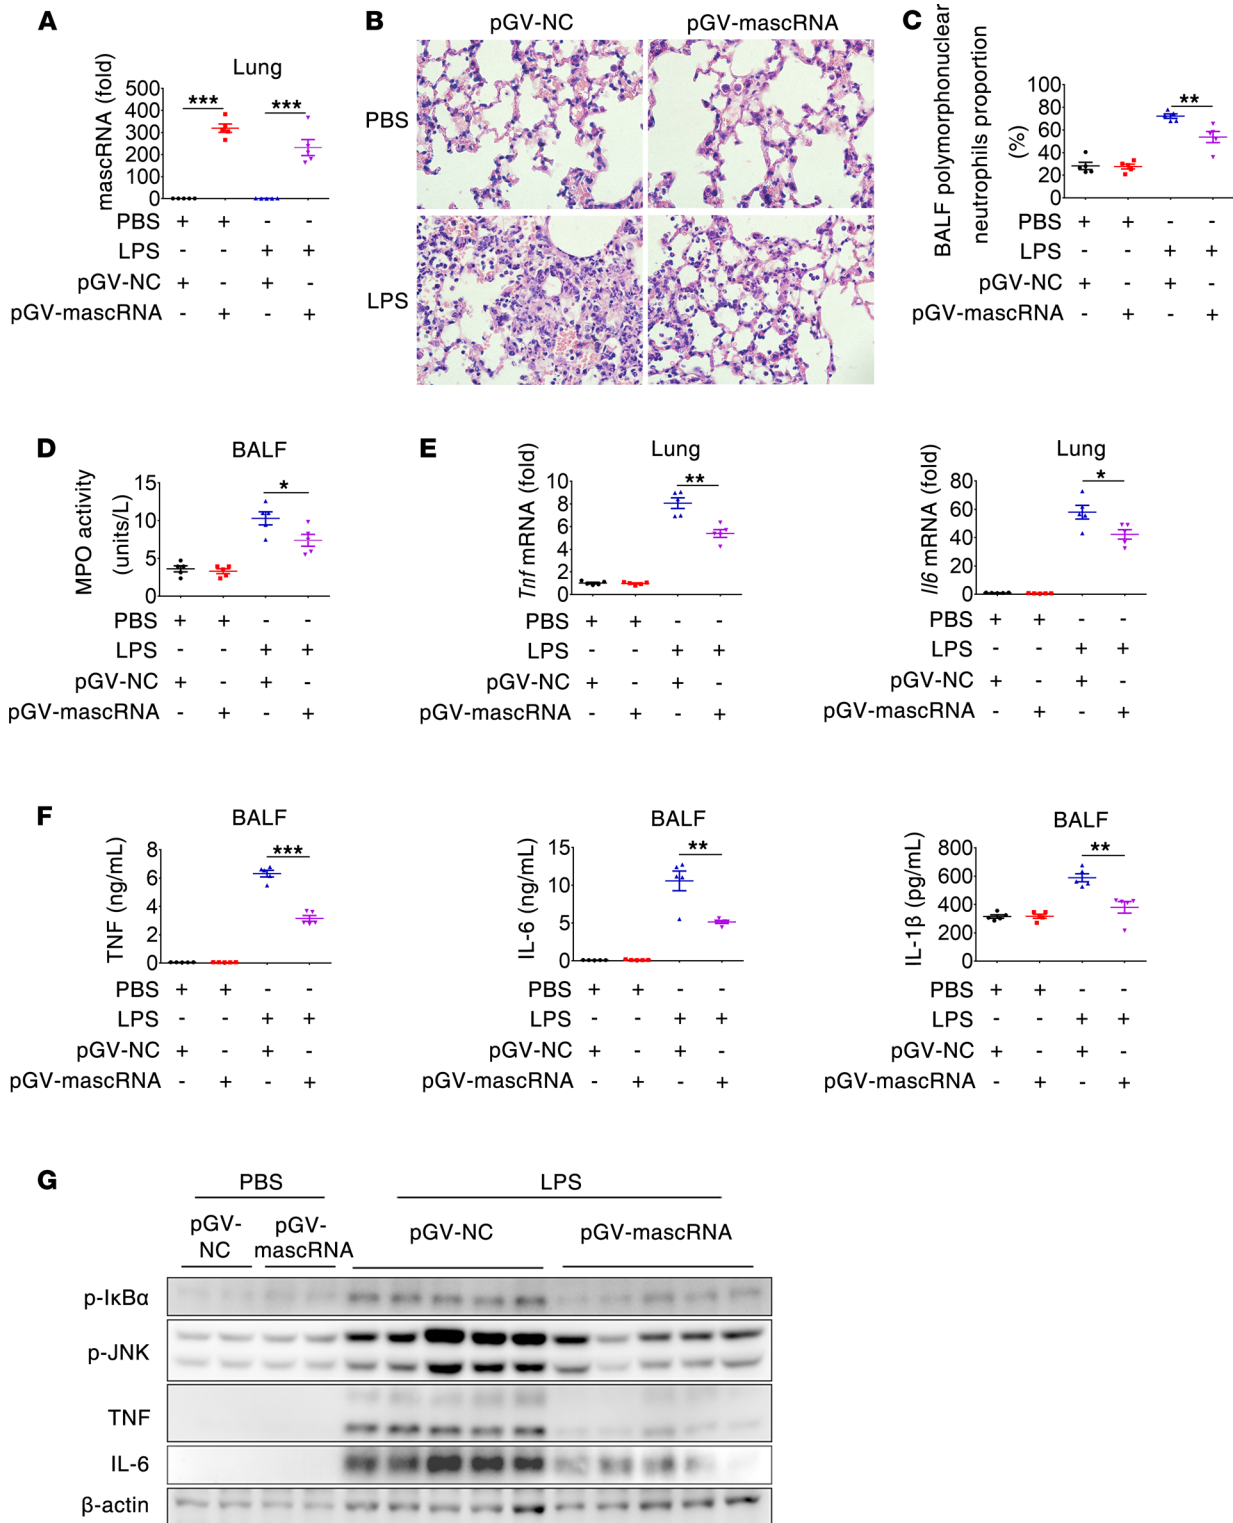 A
Lung
mascRNA (fold)
500
400
300
200
100
0
***
***
PBS + + - -
LPS - - + +
pGV-NC + - + -
pGV-mascRNA - + - +
B
pGV-NC
pGV-mascRNA
PBS
LPS
C
BALF polymorphonuclear
neutrophils proportion
(%)
100
80
60
40
20
0
**
PBS + + - -
LPS - - + +
pGV-NC + - + -
pGV-mascRNA - + - +
D
BALF
MPO activity
(units/L)
15
10
5
0
*
PBS + + - -
LPS - - + +
pGV-NC + - + -
pGV-mascRNA - + - +
E
Lung
Tnf mRNA (fold)
10
8
6
4
2
0
**
PBS + + - -
LPS - - + +
pGV-NC + - + -
pGV-mascRNA - + - +
Lung
Il6 mRNA (fold)
80
60
40
20
0
*
PBS + + - -
LPS - - + +
pGV-NC + - + -
pGV-mascRNA - + - +
F
BALF
TNF (ng/mL)
8
6
4
2
0
***
PBS + + - -
LPS - - + +
pGV-NC + - + -
pGV-mascRNA - + - +
BALF
IL-6 (ng/mL)
15
10
5
0
**
PBS + + - -
LPS - - + +
pGV-NC + - + -
pGV-mascRNA - + - +
BALF
IL-1β (pg/mL)
800
600
400
200
0
**
PBS + + - -
LPS - - + +
pGV-NC + - + -
pGV-mascRNA - + - +
G
PBS
LPS
pGV-
NC
pGV-
mascRNA
pGV-NC
pGV-mascRNA
p-IκBα
p-JNK
TNF
IL-6
β-actin